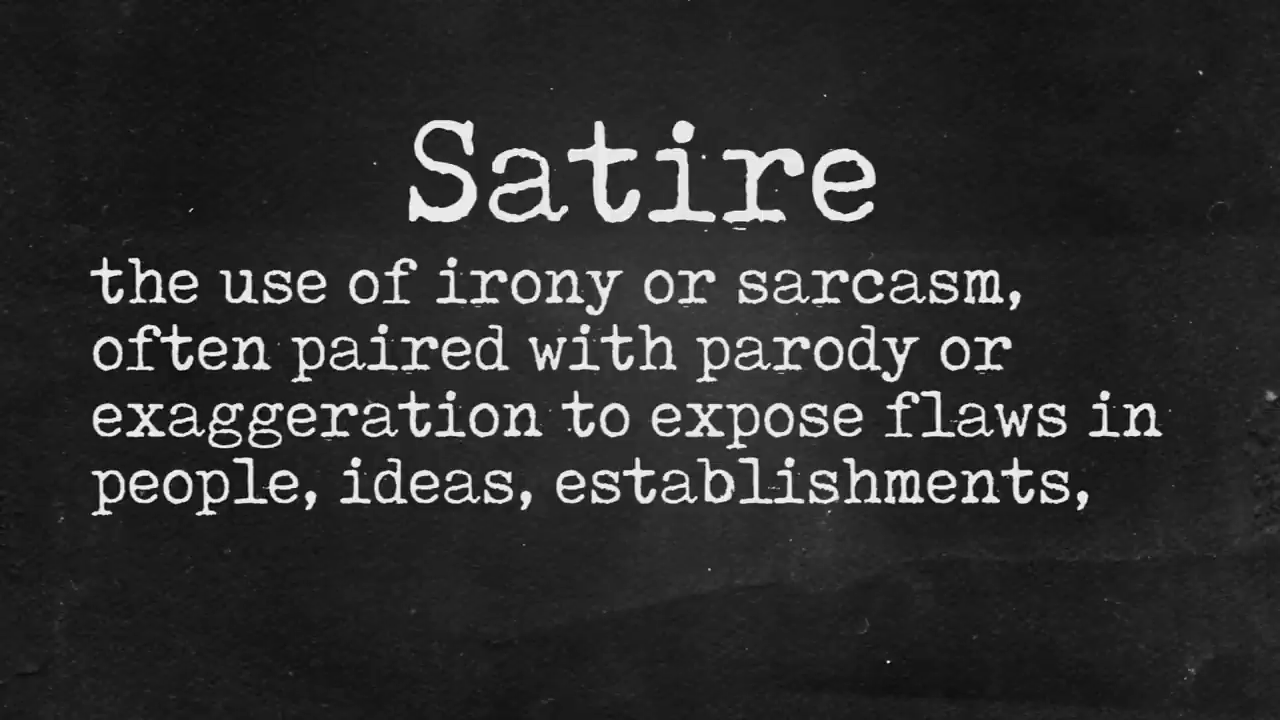 Satire
the use of irony or sarcasm,
often paired with parody or
exaggeration to expose flaws in
people, ideas, establishments,